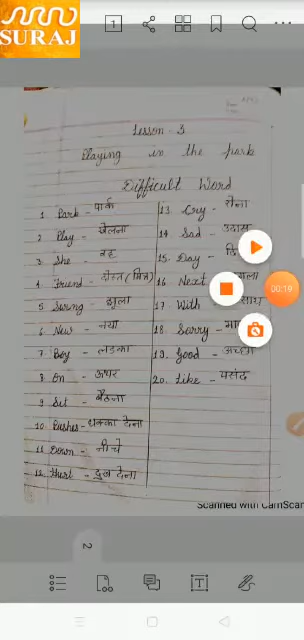 SURAJ
1
00:19
Lesson - 3
Playing in the park
Difficult Word
1 Park - पार्क
2 Play - खेलना
3 She - वह
4 Friend - दोस्त (मित्र)
5 Swing - झूला
6 New - नया
7 Boy - लड़का
8 On - ऊपर
9 Sit - बैठना
10 Pushes - धक्का देना
11 Down - नीचे
12 Hurt - दुख देना
13 Cry - रोना
14 Sad - उदास
15. Day -
16 Next
17 With साथ
18. Sorry -
19. Good - अच्छा
20. Like - पसंद
Scanned with CamScan
2